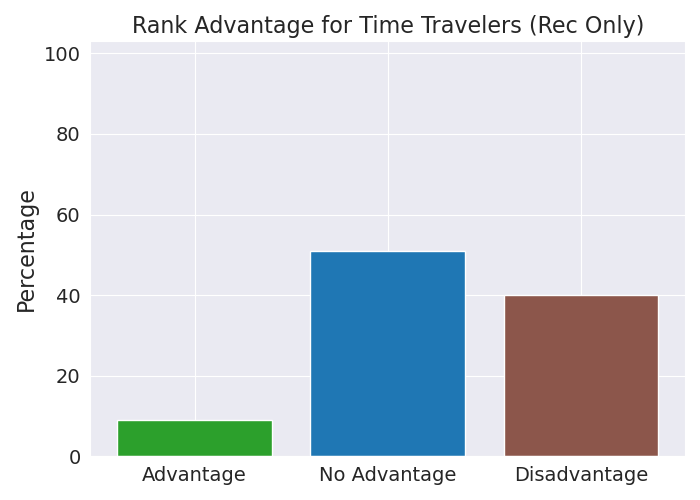 Rank Advantage for Time Travelers (Rec Only)
100
80
60
40
20
0
Percentage
Advantage
No Advantage
Disadvantage